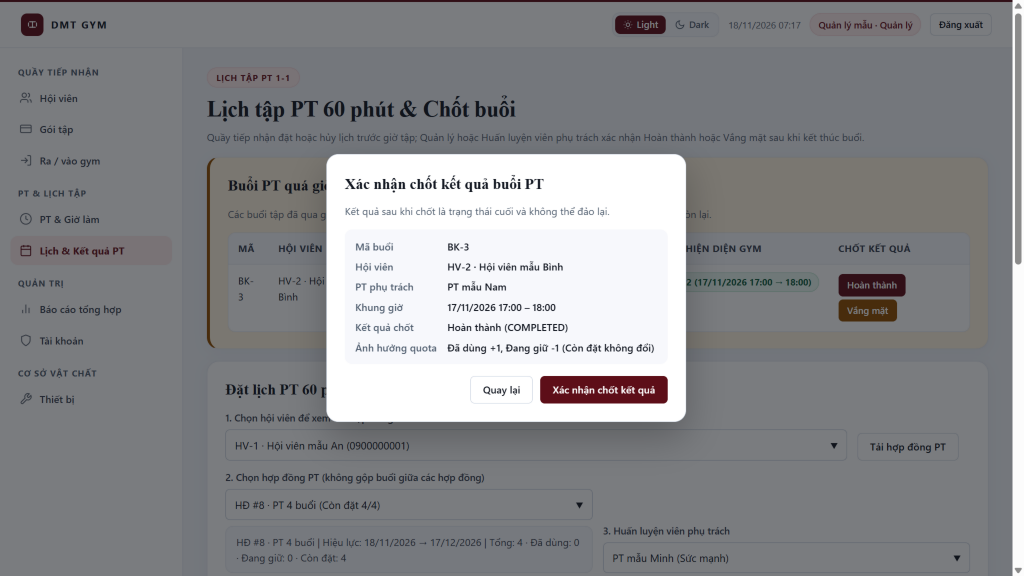 DMT GYM
Light
Dark
18/11/2026 07:17
Quản lý mẫu · Quản lý
Đăng xuất
QUẦY TIẾP NHẬN
Hội viên
Gói tập
Ra / vào gym
PT & LỊCH TẬP
PT & Giờ làm
Lịch & Kết quả PT
QUẢN TRỊ
Báo cáo tổng hợp
Tài khoản
CƠ SỞ VẬT CHẤT
Thiết bị
LỊCH TẬP PT 1-1
Lịch tập PT 60 phút & Chốt buổi
Quầy tiếp nhận đặt hoặc hủy lịch trước giờ tập; Quản lý hoặc Huấn luyện viên phụ trách xác nhận Hoàn thành hoặc Vắng mặt sau khi kết thúc buổi.
Buổi PT quá
Các buổi tập đã qua
lại.
MÃ
HỘI VIÊN
HIỆN DIỆN GYM
CHỐT KẾT QUẢ
BK-
3
HV-2 · Hội
Bình
2 (17/11/2026 17:00 → 18:00)
Hoàn thành
Vắng mặt
Xác nhận chốt kết quả buổi PT
Kết quả sau khi chốt là trạng thái cuối và không thể đảo lại.
Mã buổi BK-3
Hội viên HV-2 · Hội viên mẫu Bình
PT phụ trách PT mẫu Nam
Khung giờ 17/11/2026 17:00 – 18:00
Kết quả chốt Hoàn thành (COMPLETED)
Ảnh hưởng quota Đã dùng +1, Đang giữ -1 (Còn đặt không đổi)
Quay lại
Xác nhận chốt kết quả
Đặt lịch PT 60
1. Chọn hội viên để xem
HV-1 · Hội viên mẫu An (0900000001)
Tải hợp đồng PT
2. Chọn hợp đồng PT (không gộp buổi giữa các hợp đồng)
HĐ #8 · PT 4 buổi (Còn đặt 4/4)
HĐ #8 · PT 4 buổi | Hiệu lực: 18/11/2026 → 17/12/2026 | Tổng: 4 · Đã dùng: 0
· Đang giữ: 0 · Còn đặt: 4
3. Huấn luyện viên phụ trách
PT mẫu Minh (Sức mạnh)